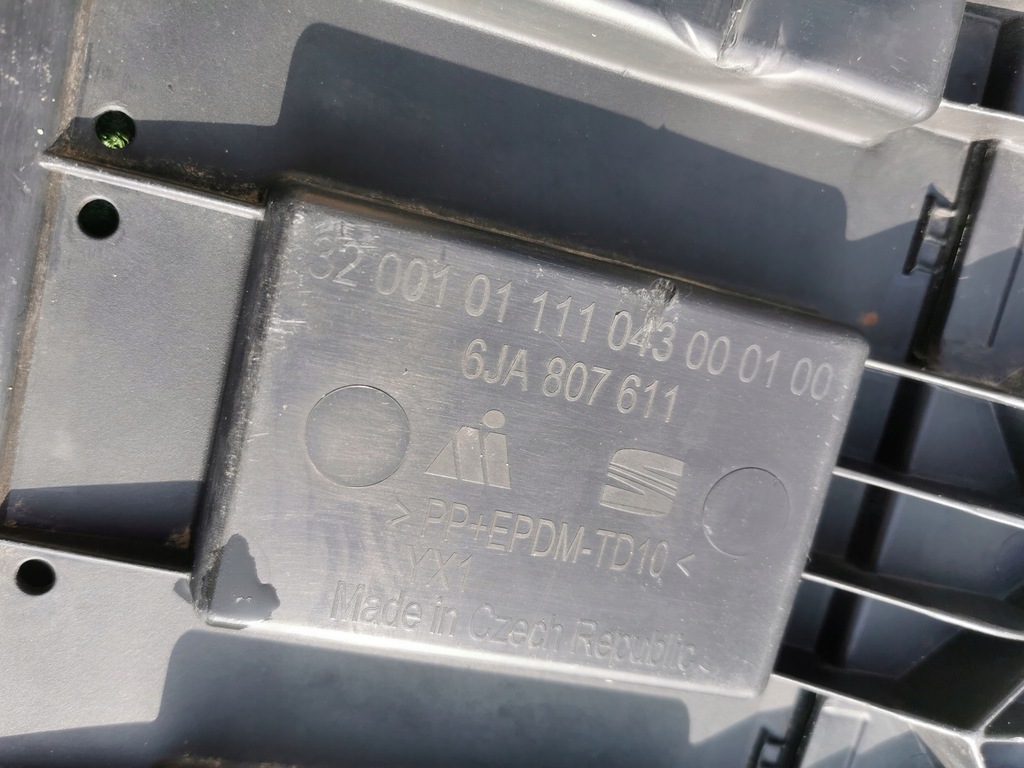 32 001 01 111 043 00 01 00
6JA 807 611
> PP+EPDM-TD10 <
YX1
Made in Czech Republic